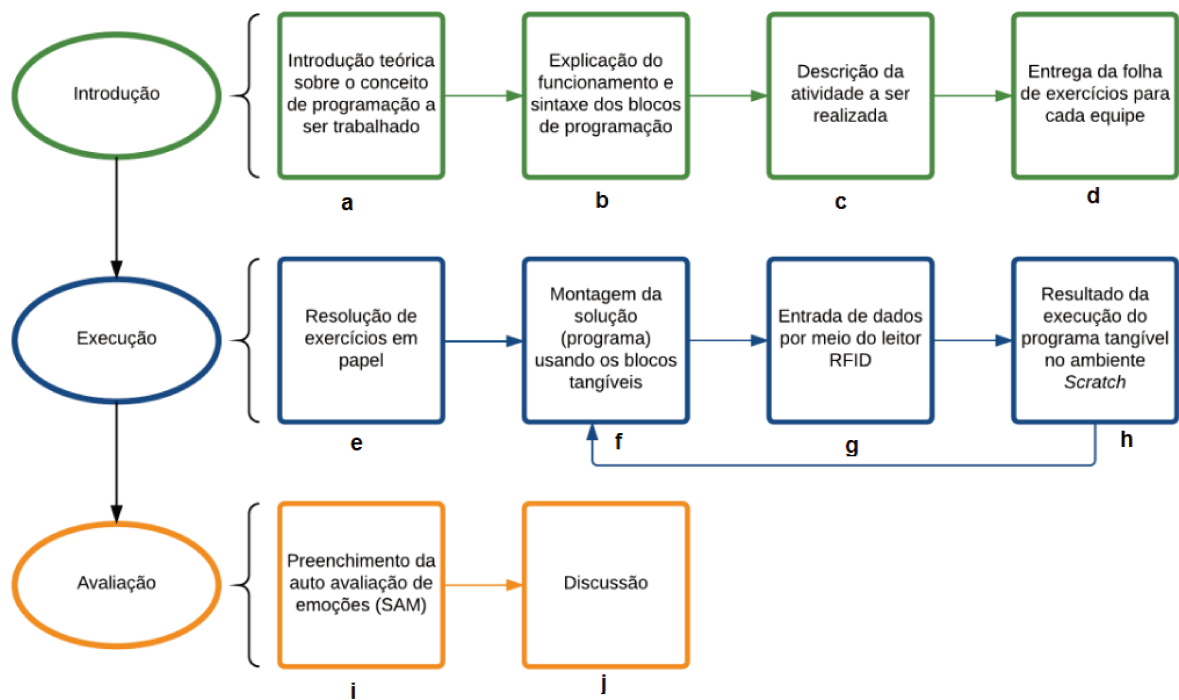 Introdução
Introdução teórica
sobre o conceito
de programação a
ser trabalhado
a
Explicação do
funcionamento e
sintaxe dos blocos
de programação
b
Descrição da
atividade a ser
realizada
c
Entrega da folha
de exercícios para
cada equipe
d
Execução
Resolução de
exercícios em
papel
e
Montagem da
solução
(programa)
usando os blocos
tangíveis
f
Entrada de dados
por meio do leitor
RFID
g
Resultado da
execução do
programa tangível
no ambiente
Scratch
h
Avaliação
Preenchimento da
auto avaliação de
emoções (SAM)
i
Discussão
j